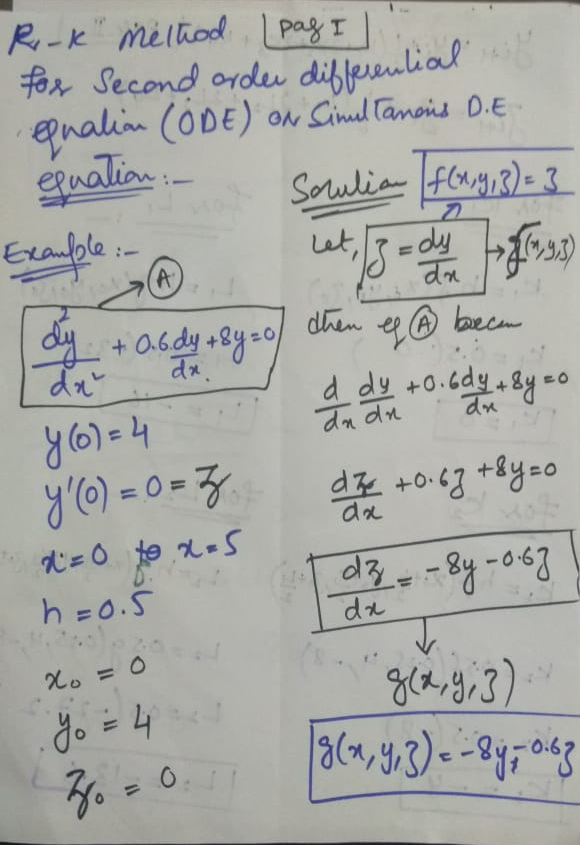 R-K Method pag I
for Second order differential
equation (ODE) or Simultanois D.E
equation:-
Example:-
A
d²y/dx² + 0.6 dy/dx + 8y=0
y(0) = 4
y'(0) = 0 = z
x=0 to x=5
h = 0.5
x₀ = 0
y₀ = 4
z₀ = 0
Solution f(x,y,z) = z
Let, z = dy/dx → f(x,y,z)
then eq A becom
d/dx dy/dx + 0.6 dy/dx + 8y = 0
dz/dx + 0.6z + 8y = 0
dz/dx = -8y - 0.6z
g(x,y,z)
g(x,y,z) = -8y - 0.6z